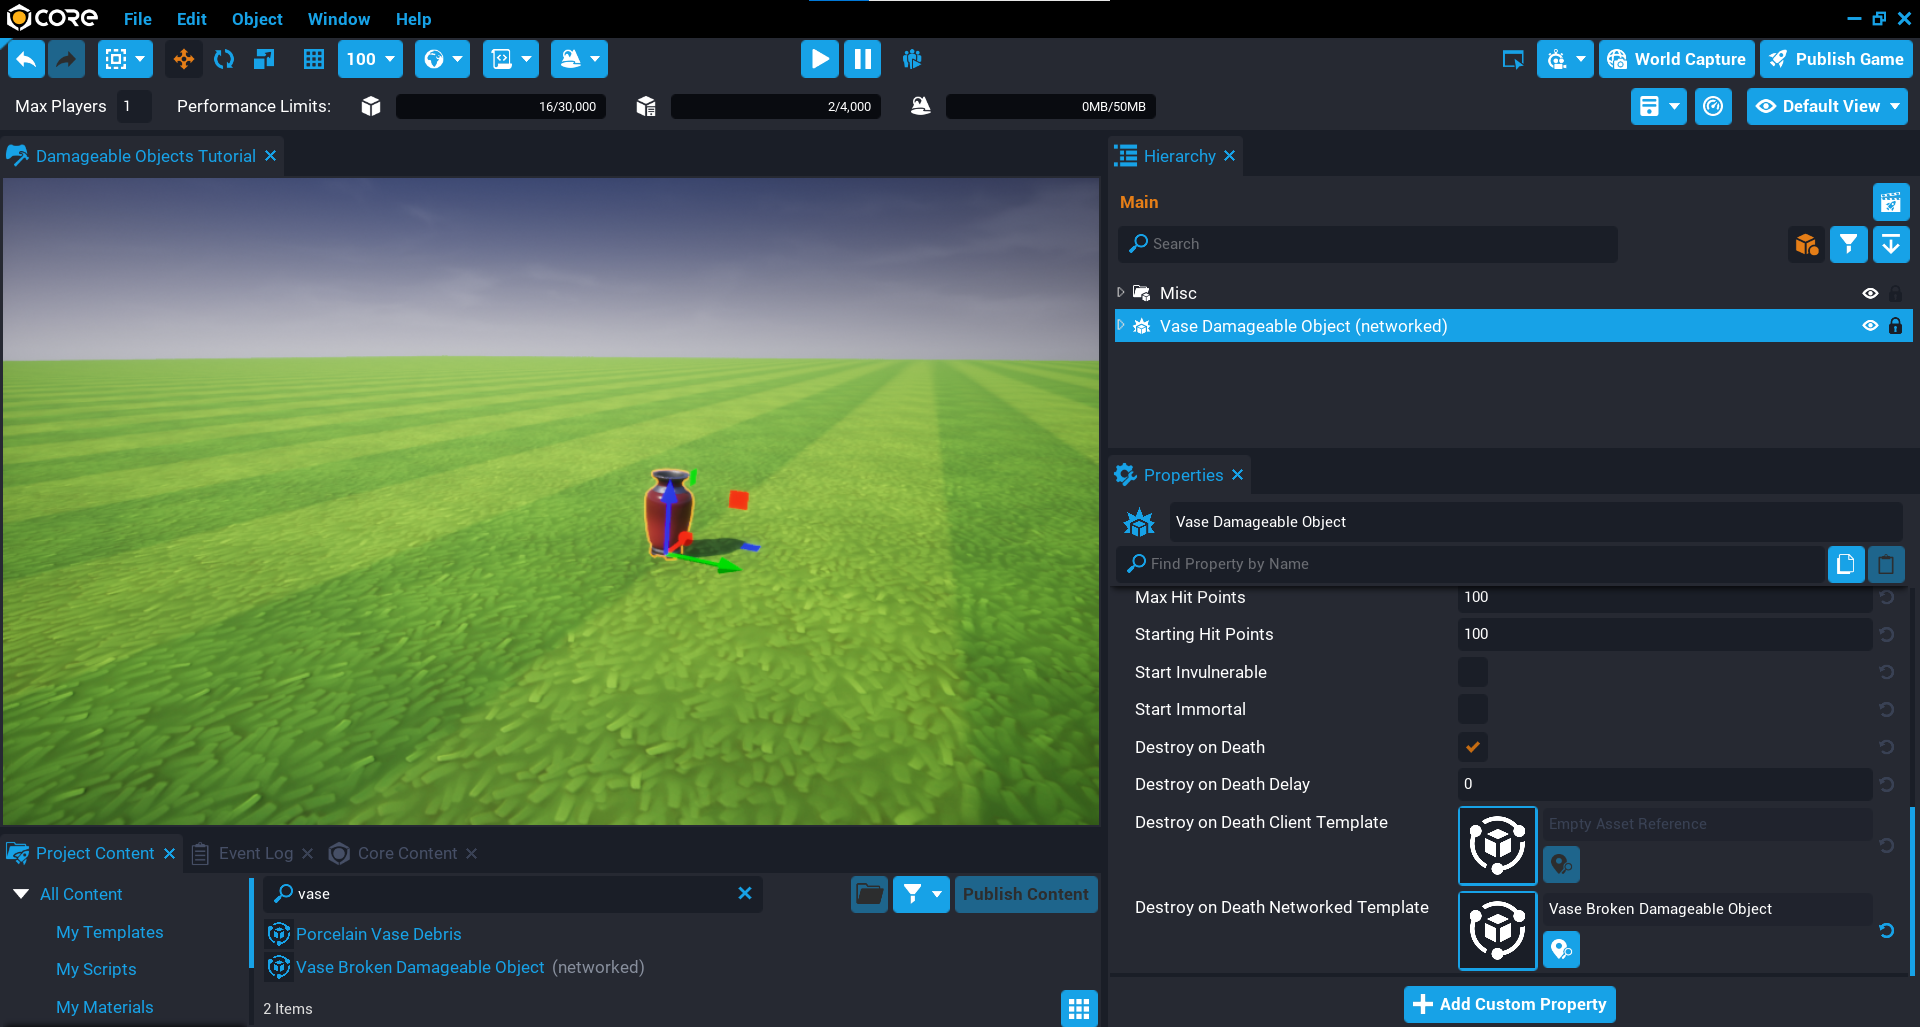 CORE File Edit Object Window Help
100 World Capture Publish Game
Max Players 1 Performance Limits: 16/30,000 2/4,000 0MB/50MB Default View
Damageable Objects Tutorial
Hierarchy
Main
Search
Misc
Vase Damageable Object (networked)
Properties
Vase Damageable Object
Find Property by Name
Max Hit Points 100
Starting Hit Points 100
Start Invulnerable
Start Immortal
Destroy on Death
Destroy on Death Delay 0
Destroy on Death Client Template Empty Asset Reference
Destroy on Death Networked Template Vase Broken Damageable Object
Add Custom Property
Project Content Event Log Core Content
All Content
My Templates
My Scripts
My Materials
vase Publish Content
Porcelain Vase Debris
Vase Broken Damageable Object (networked)
2 Items